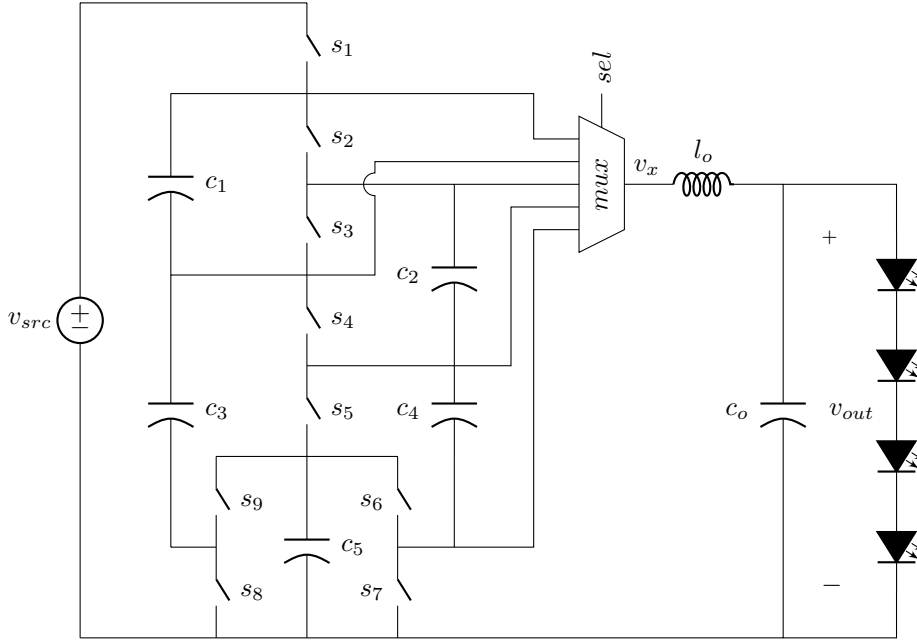 s1
sel
s2
mux
v_x
l_o
c1
s3
+
c2
v_src
+
−
s4
c3
s5
c4
c_o
v_out
s9
s6
c5
s8
s7
−